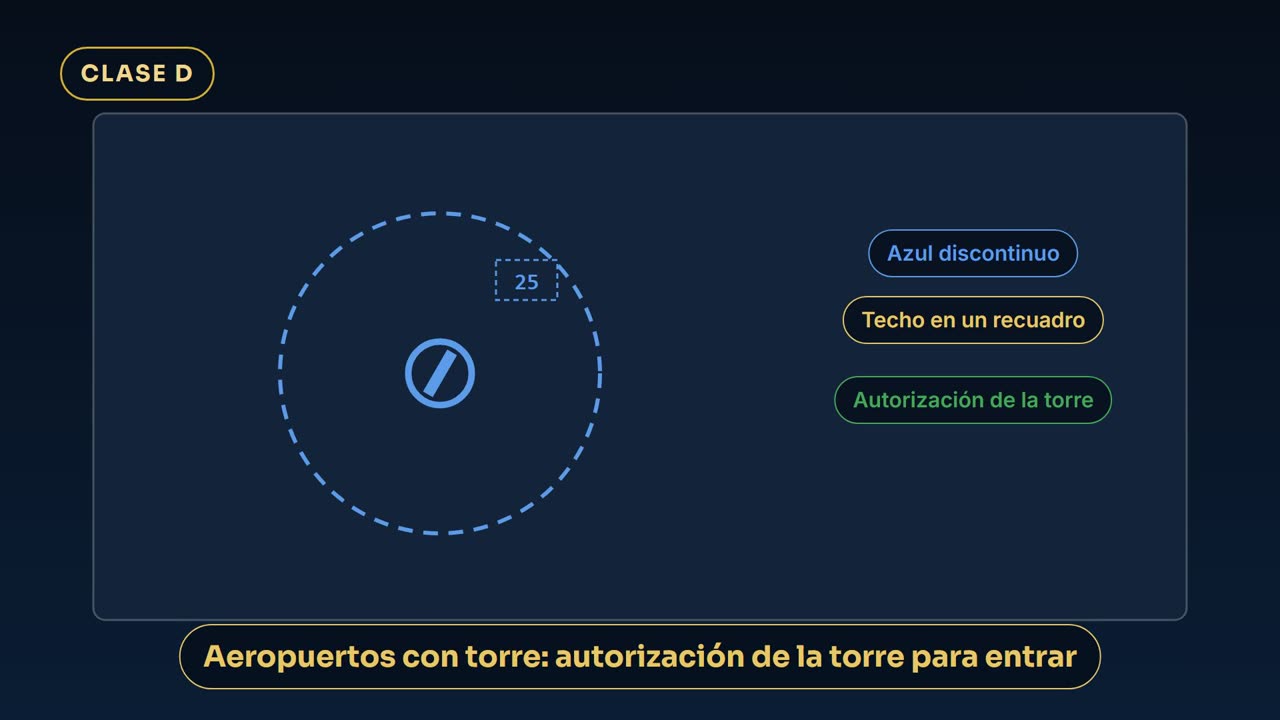 CLASE D
25
Azul discontinuo
Techo en un recuadro
Autorización de la torre
Aeropuertos con torre: autorización de la torre para entrar